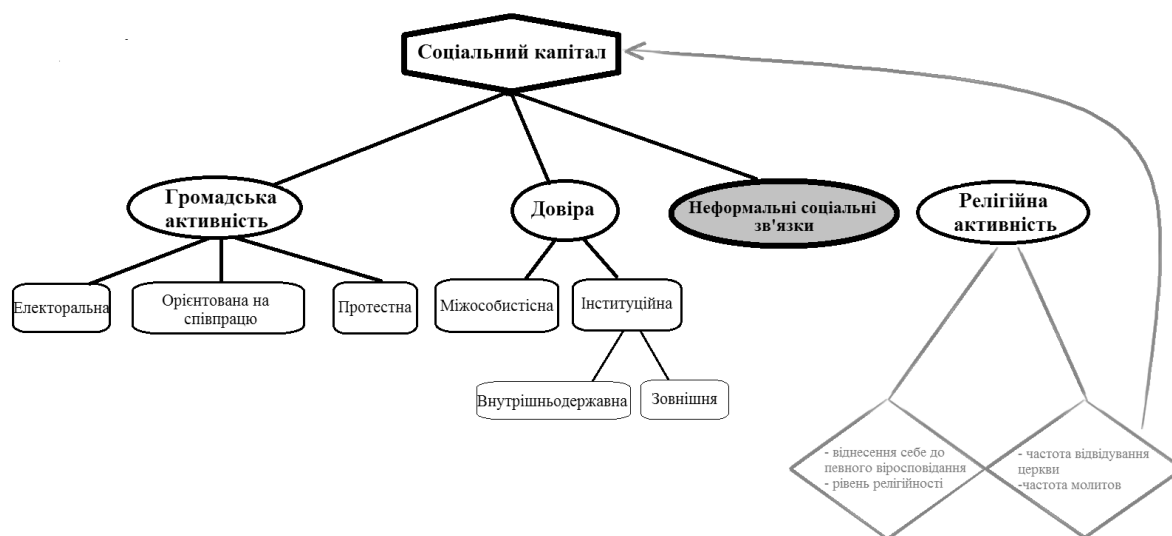 Соціальний капітал
Громадська
активність
Довіра
Неформальні соціальні
зв'язки
Релігійна
активність
Електоральна
Орієнтована на
співпрацю
Протестна
Міжособистісна
Інституційна
Внутрішньодержавна
Зовнішня
- віднесення себе до
певного віросповідання
- рівень релігійності
- частота відвідування
церкви
-частота молитов